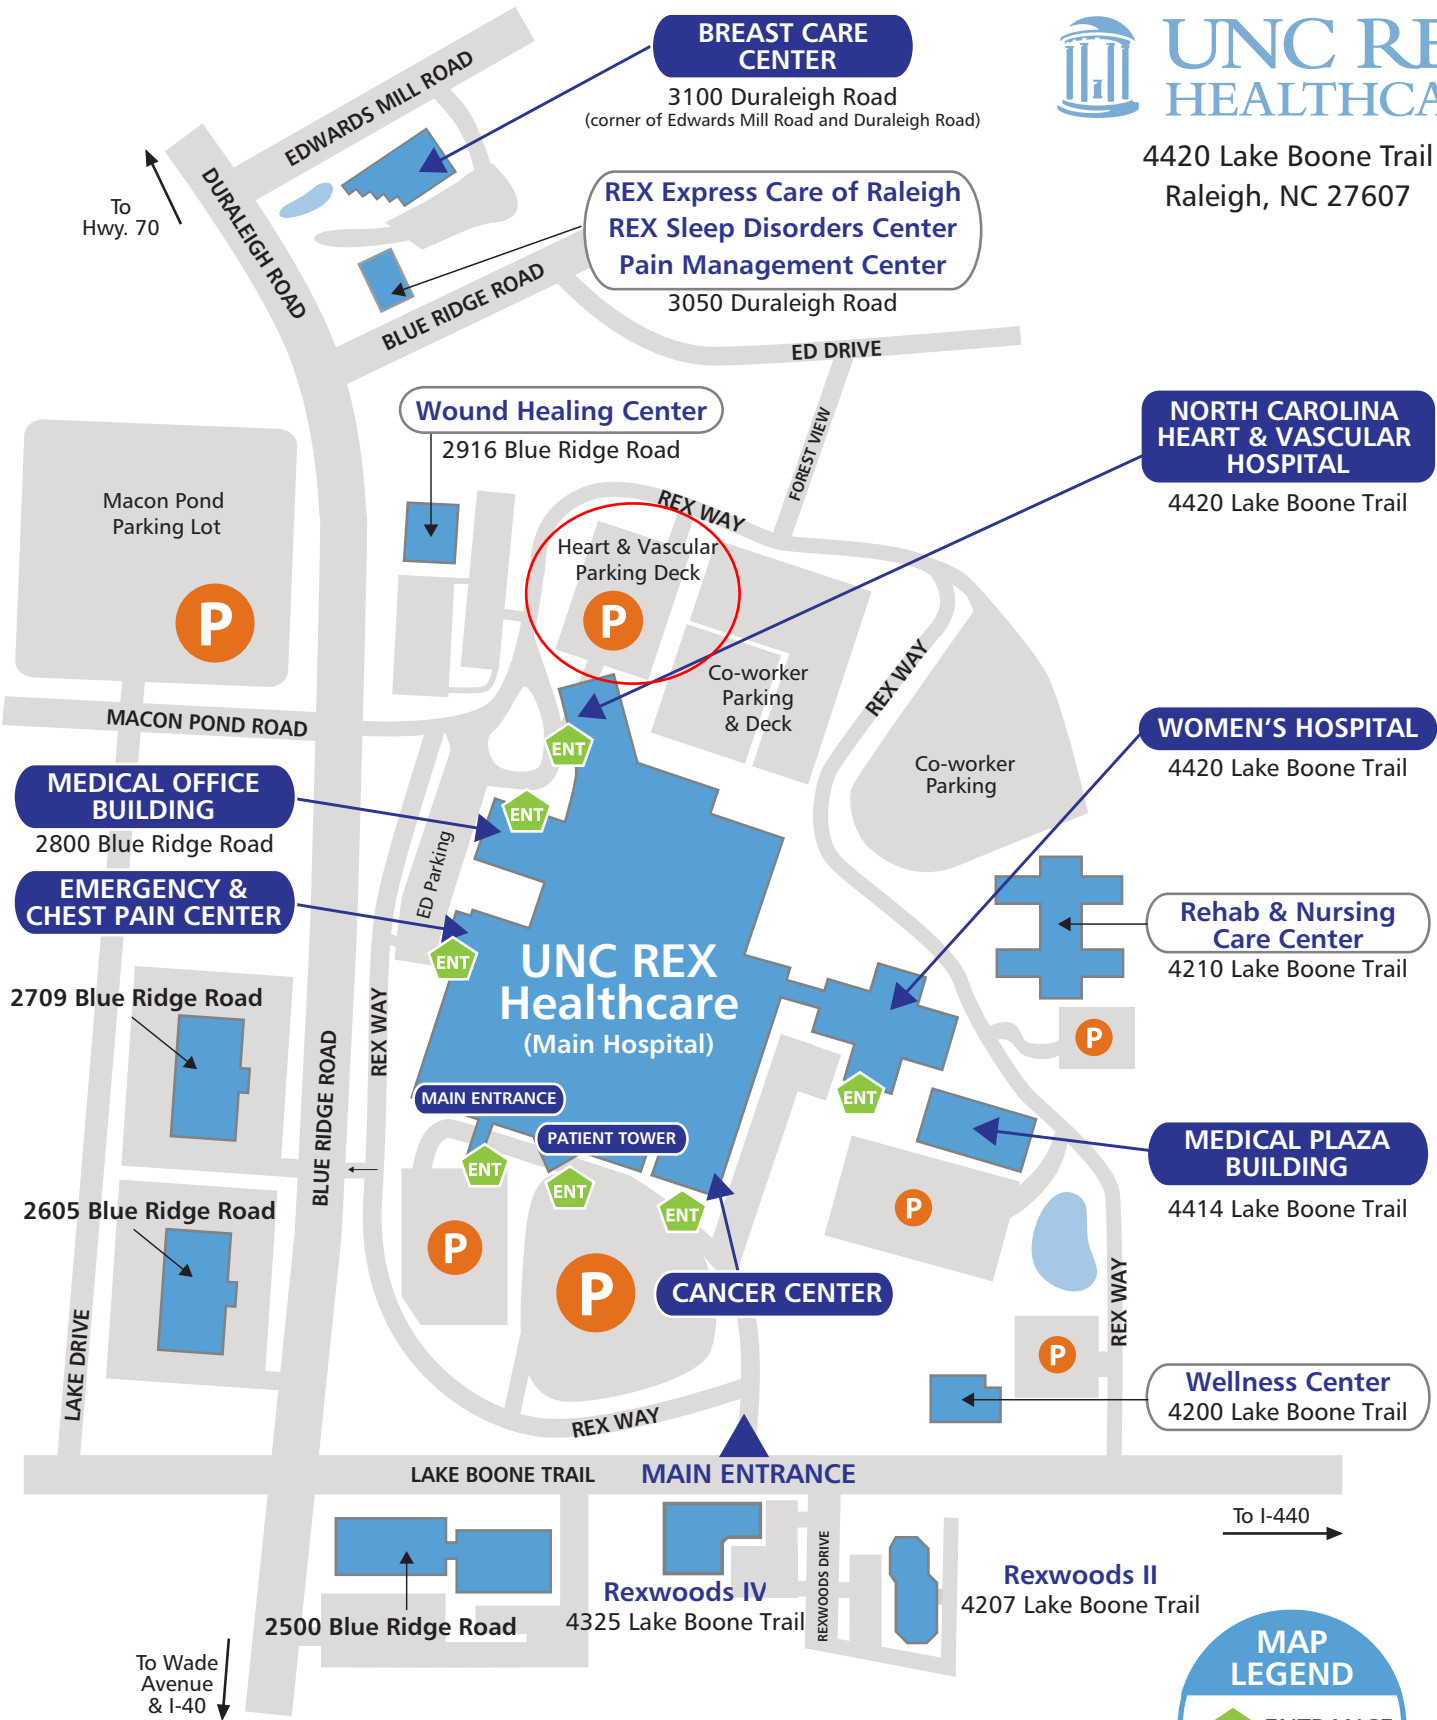 BREAST CARE
CENTER
3100 Duraleigh Road
(corner of Edwards Mill Road and Duraleigh Road)
UNC RE
HEALTHCA
4420 Lake Boone Trail
Raleigh, NC 27607
EDWARDS MILL ROAD
To
Hwy. 70
DURALEIGH ROAD
REX Express Care of Raleigh
REX Sleep Disorders Center
Pain Management Center
3050 Duraleigh Road
BLUE RIDGE ROAD
ED DRIVE
FOREST VIEW
Wound Healing Center
2916 Blue Ridge Road
NORTH CAROLINA
HEART & VASCULAR
HOSPITAL
4420 Lake Boone Trail
Macon Pond
Parking Lot
P
REX WAY
Heart & Vascular
Parking Deck
P
Co-worker
Parking
& Deck
REX WAY
Co-worker
Parking
MACON POND ROAD
ENT
WOMEN'S HOSPITAL
4420 Lake Boone Trail
MEDICAL OFFICE
BUILDING
2800 Blue Ridge Road
ENT
ED Parking
EMERGENCY &
CHEST PAIN CENTER
ENT
UNC REX
Healthcare
(Main Hospital)
Rehab & Nursing
Care Center
4210 Lake Boone Trail
P
2709 Blue Ridge Road
REX WAY
BLUE RIDGE ROAD
MAIN ENTRANCE
PATIENT TOWER
ENT
ENT
ENT
ENT
MEDICAL PLAZA
BUILDING
4414 Lake Boone Trail
2605 Blue Ridge Road
P
P
P
CANCER CENTER
REX WAY
P
LAKE DRIVE
Wellness Center
4200 Lake Boone Trail
REX WAY
LAKE BOONE TRAIL
MAIN ENTRANCE
To I-440
REXWOODS DRIVE
Rexwoods IV
4325 Lake Boone Trail
Rexwoods II
4207 Lake Boone Trail
2500 Blue Ridge Road
To Wade
Avenue
& I-40
MAP
LEGEND
ENTRANCE